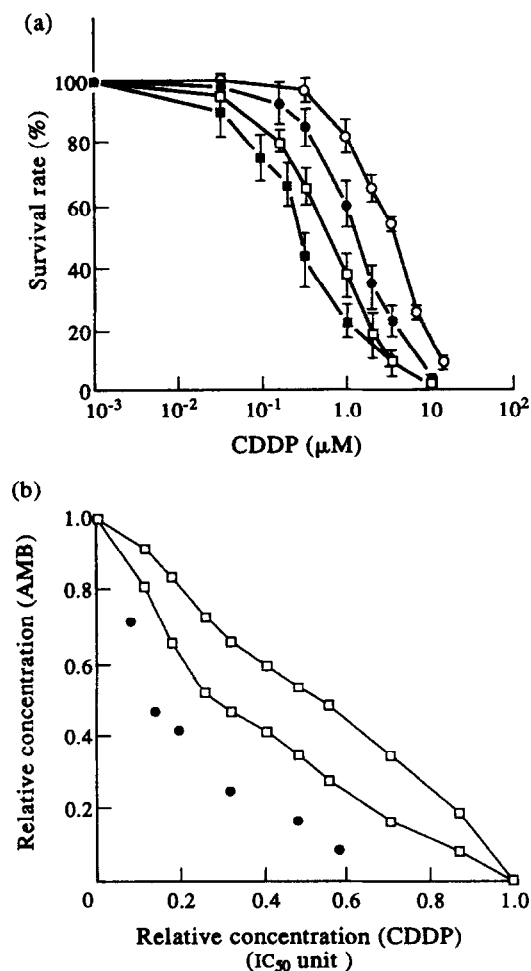 (a)
Survival rate (%)
100
80
60
40
20
0
10⁻³ 10⁻² 10⁻¹ 1.0 10 10²
CDDP (μM)
(b)
Relative concentration (AMB)
1.0
0.8
0.6
0.4
0.2
0 0.2 0.4 0.6 0.8 1.0
Relative concentration (CDDP)
(IC₅₀ unit)